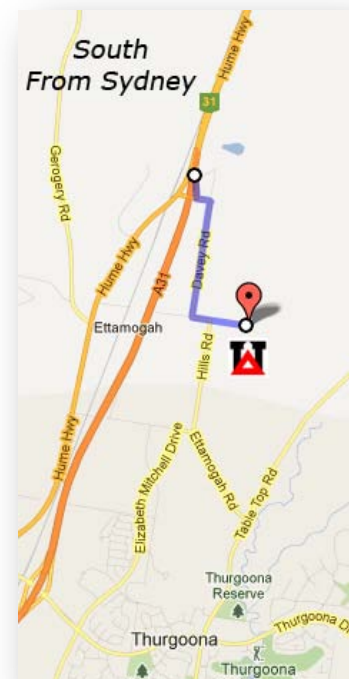 South
From Sydney
Hume Hwy
31
Gerogery Rd
Hume Hwy
A31
Davey Rd
Ettamogah
Hills Rd
Hume Hwy
Elizabeth Mitchell Drive
Ettamogah Rd
Table Top Rd
Thurgoona
Reserve
Thurgoona
Thurgoona D
Thurgoona